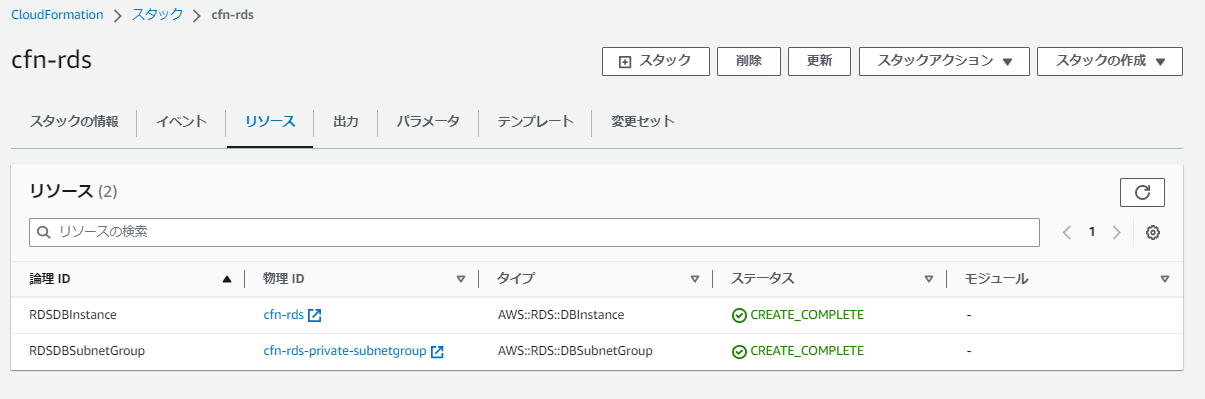 CloudFormation > スタック > cfn-rds
cfn-rds
スタック 削除 更新 スタックアクション スタックの作成
スタックの情報 イベント リソース 出力 パラメータ テンプレート 変更セット
リソース (2)
リソースの検索 1
論理 ID 物理 ID タイプ ステータス モジュール
RDSDBInstance cfn-rds AWS::RDS::DBInstance CREATE_COMPLETE -
RDSDBSubnetGroup cfn-rds-private-subnetgroup AWS::RDS::DBSubnetGroup CREATE_COMPLETE -